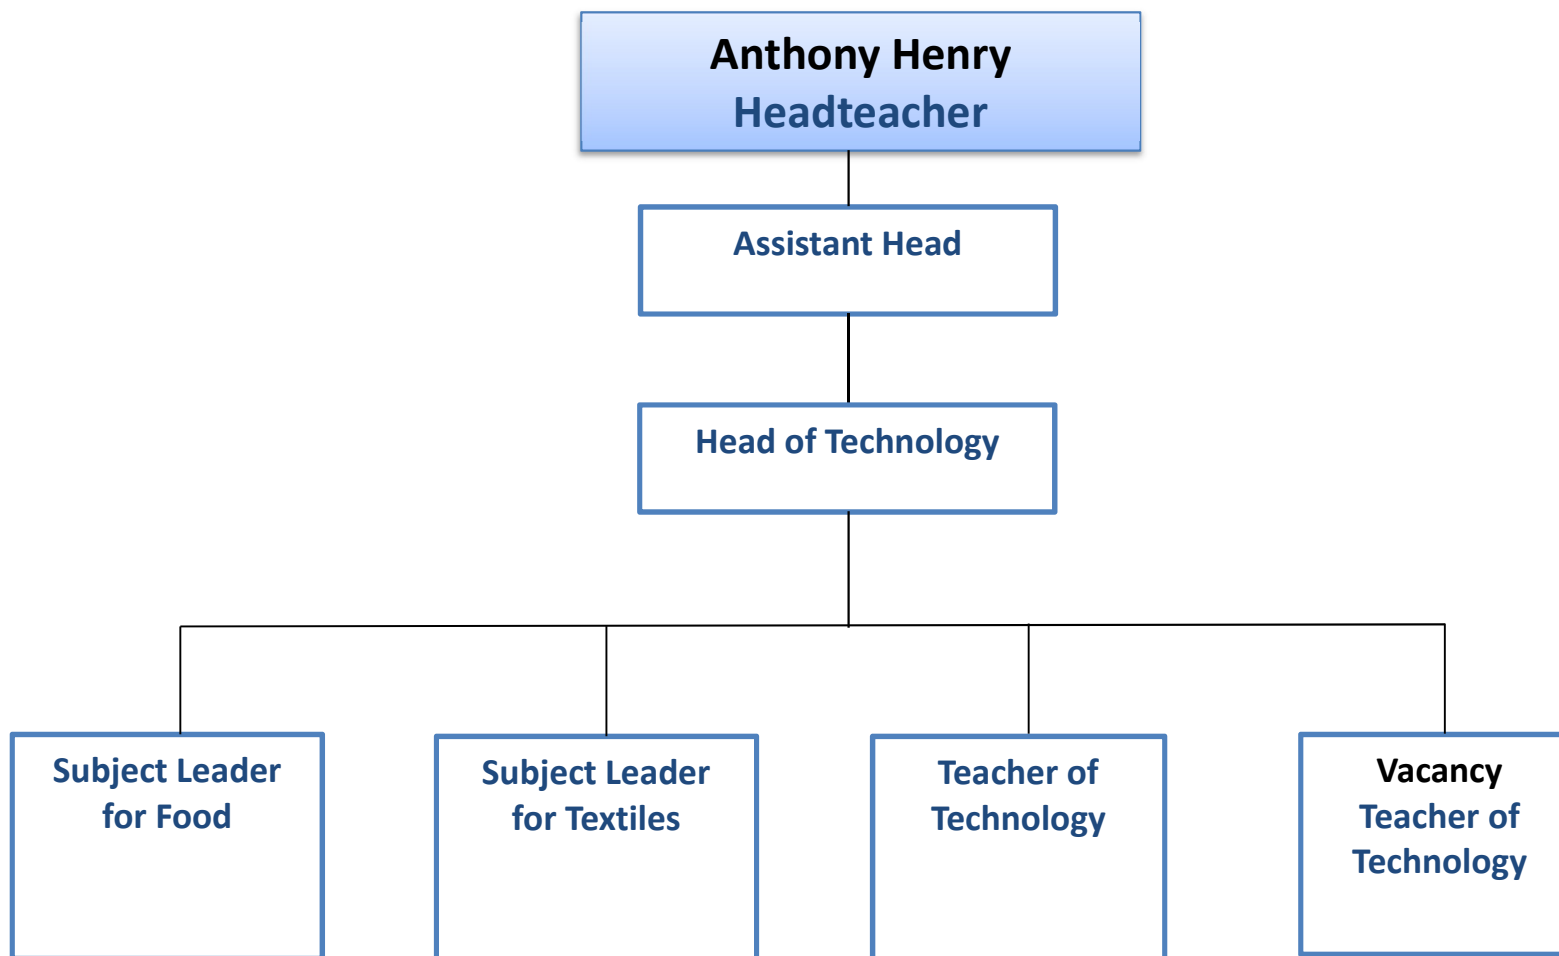 Anthony Henry
Headteacher
Assistant Head
Head of Technology
Subject Leader
for Food
Subject Leader
for Textiles
Teacher of
Technology
Vacancy
Teacher of
Technology